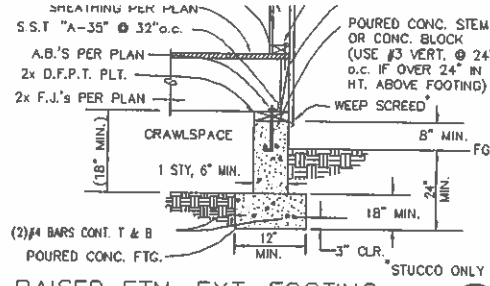 SHEATHING PER PLAN
S.S.T "A-35" @ 32"o.c.
A.B.'S PER PLAN
2x D.F.P.T. PLT.
2x F.J.'s PER PLAN
POURED CONC. STEM
OR CONC. BLOCK
(USE #3 VERT. @ 24"
o.c. IF OVER 24" IN
HT. ABOVE FOOTING)
WEEP SCREED*
CRAWLSPACE
(18" MIN.)
8" MIN.
FG
1 STY, 6" MIN.
24"
MIN.
18" MIN.
(2)#4 BARS CONT. T & B
12"
MIN.
POURED CONC. FTG.
3" CLR.
*STUCCO ONLY
RAISED FTM EXT FOOTING